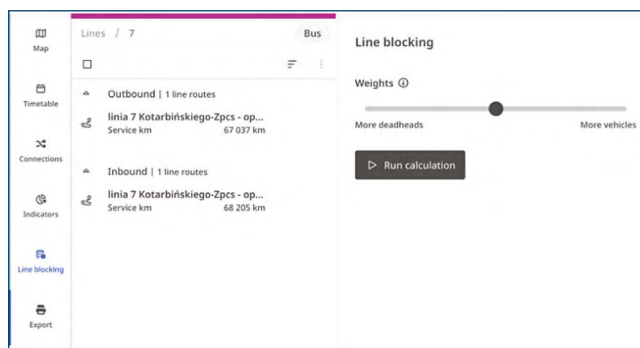 Map
Timetable
Connections
Indicators
Line blocking
Export
Lines / 7
Bus
Outbound | 1 line routes
linia 7 Kotarbińskiego-Zpcs - op...
Service km 67 037 km
Inbound | 1 line routes
linia 7 Kotarbińskiego-Zpcs - op...
Service km 68 205 km
Line blocking
Weights
More deadheads
More vehicles
Run calculation